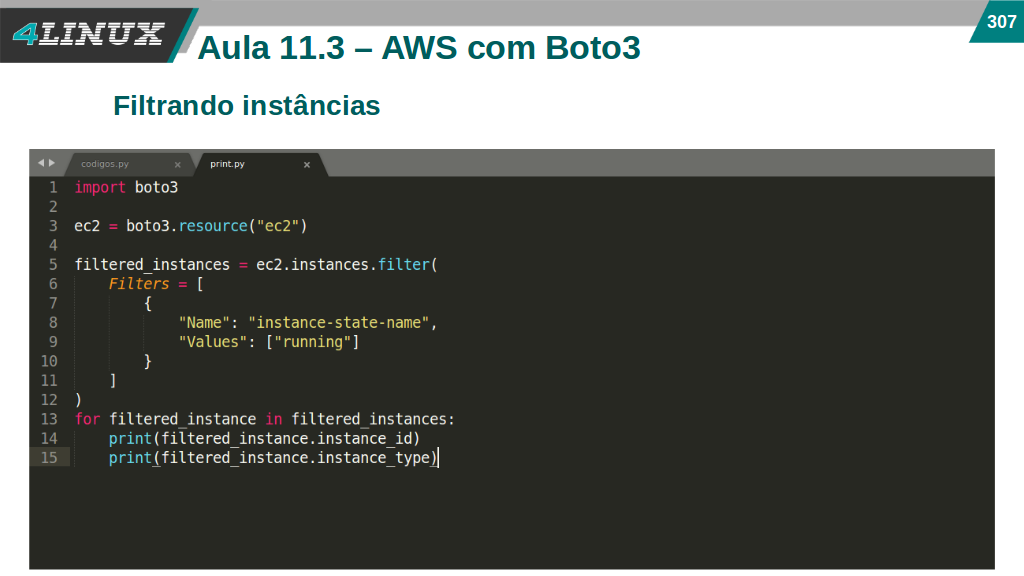 4LINUX
307
Aula 11.3 – AWS com Boto3
Filtrando instâncias
codigos.py × print.py ×
1 import boto3
2
3 ec2 = boto3.resource("ec2")
4
5 filtered_instances = ec2.instances.filter(
6     Filters = [
7         {
8             "Name": "instance-state-name",
9             "Values": ["running"]
10         }
11     ]
12 )
13 for filtered_instance in filtered_instances:
14     print(filtered_instance.instance_id)
15     print(filtered_instance.instance_type)